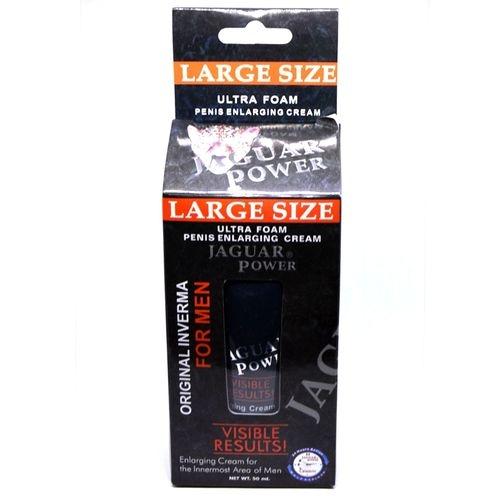 LARGE SIZE
ULTRA FOAM
PENIS ENLARGING CREAM
JAGUAR
POWER
LARGE SIZE
ULTRA FOAM
PENIS ENLARGING CREAM
JAGUAR®
POWER
ORIGINAL INVERMA
FOR MEN
JAGUAR
POWER
VISIBLE
RESULTS!
ging Cream
VISIBLE
RESULTS!
Enlarging Cream for
the Innermost Area of Men
NET WT. 50 ml.